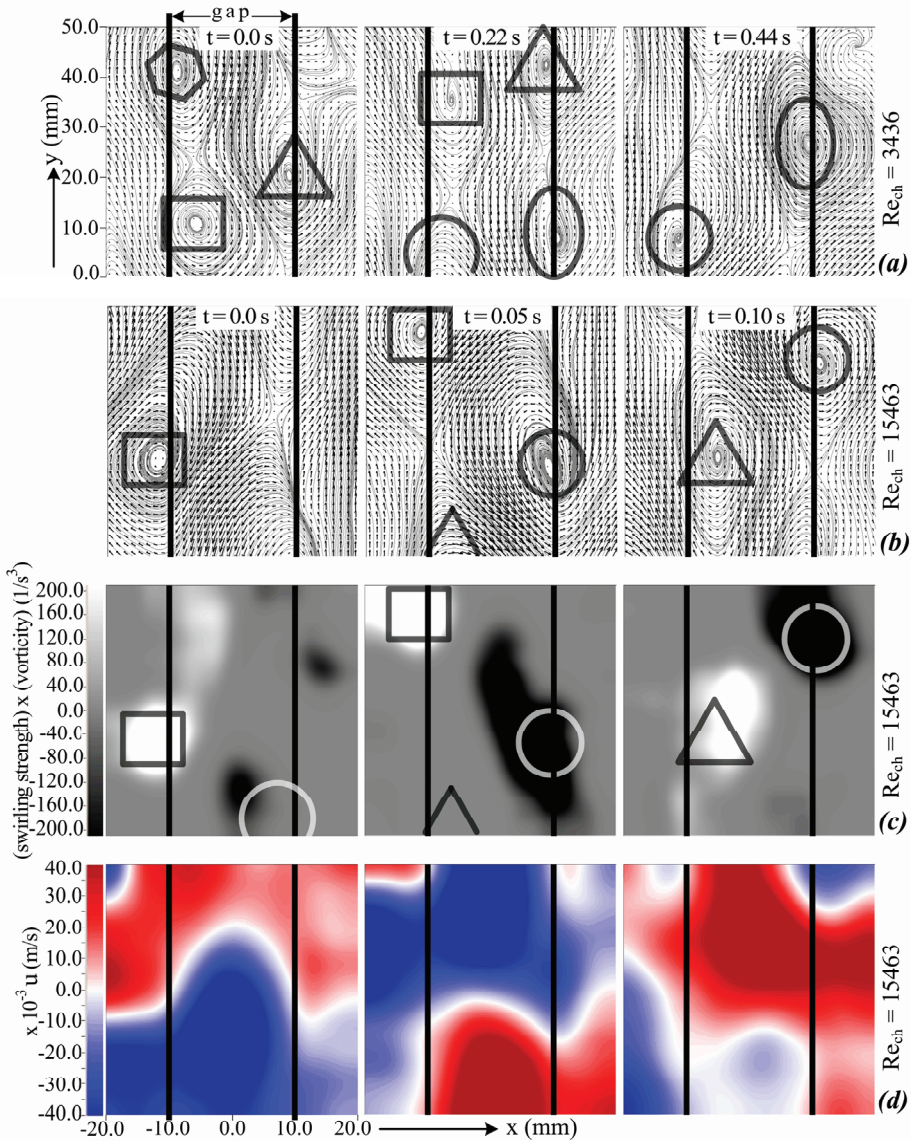 gap
t=0.0 s
t=0.22 s
t=0.44 s
50.0
40.0
30.0
20.0
10.0
0.0
y (mm)
Re_ch = 3436
(a)
t=0.0 s
t=0.05 s
t=0.10 s
Re_ch = 15463
(b)
(swirling strength) x (vorticity) (1/s³)
200.0
160.0
120.0
80.0
40.0
0.0
-40.0
-80.0
-120.0
-160.0
-200.0
Re_ch = 15463
(c)
x 10⁻³ u (m/s)
40.0
30.0
20.0
10.0
0.0
-10.0
-20.0
-30.0
-40.0
Re_ch = 15463
(d)
-20.0 -10.0 0.0 10.0 20.0
x (mm)